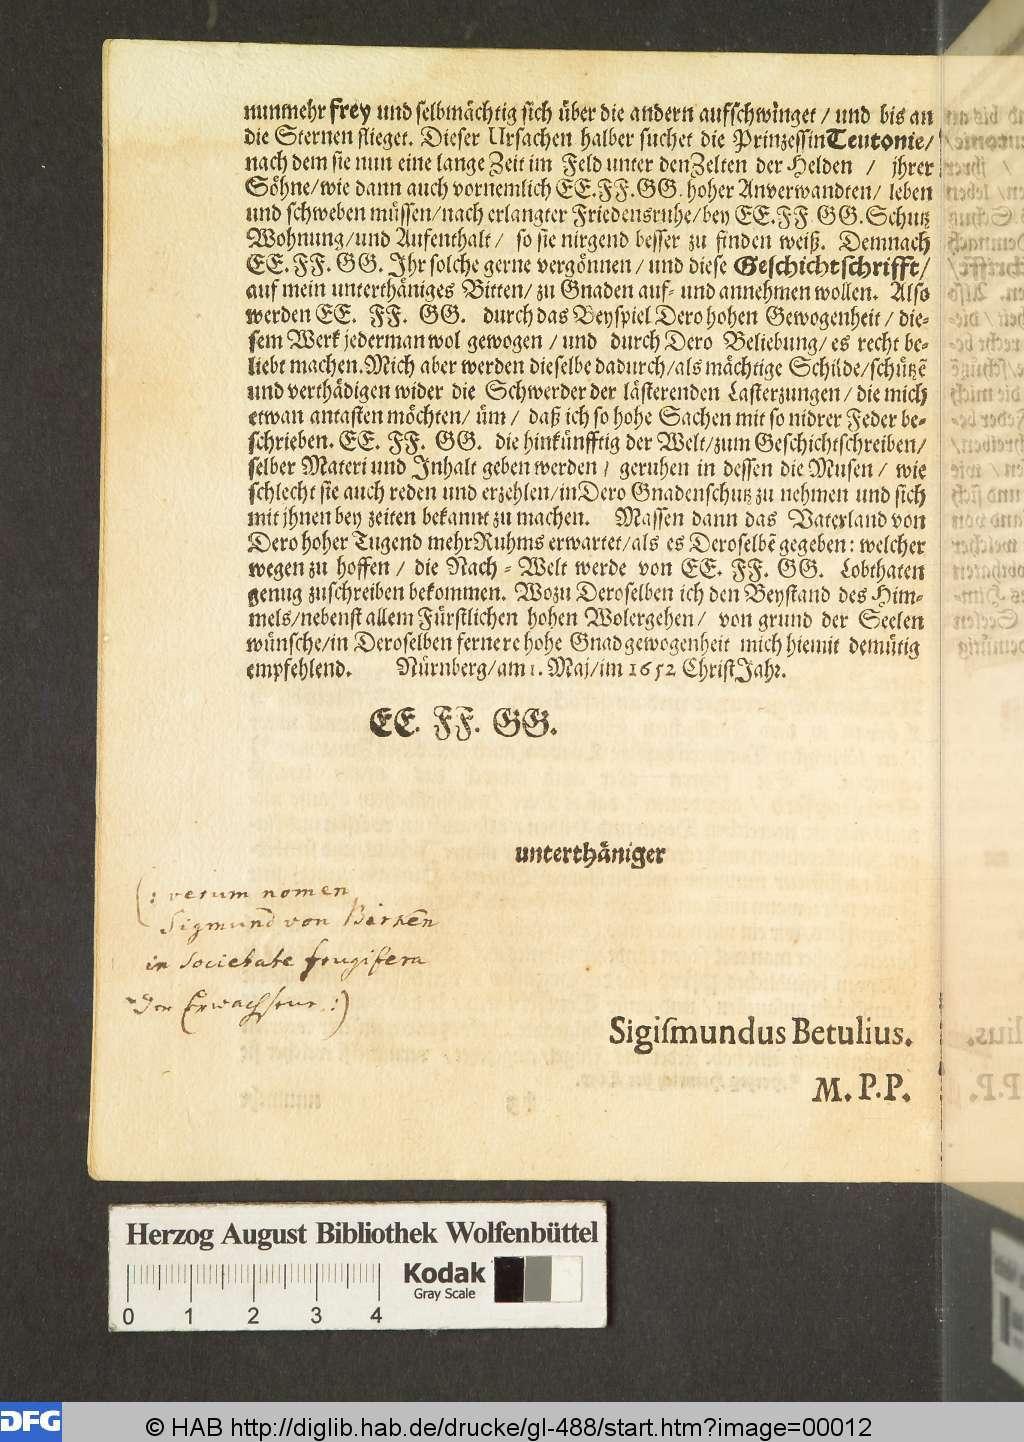 nunmehr frey und selbmächtig sich über die andern aufschwinget / und bis an
die Sternen flieget. Dieser Ursachen halber suchet die Prinzessin Teutonie /
nach dem sie nun eine lange Zeit im Feld unter den Zelten der Helden / jhrer
Söhne / wie dann auch vornemlich EE. FF. GG. hoher Anverwandten / leben
und schweben müssen / nach erlangter Friedensruhe / bey EE. FF GG. Schutz
Wohnung / und Aufenthalt / so sie nirgend besser zu finden weiß. Demnach
EE. FF. GG. Ihr solche gerne vergönnen / und diese Geschichtschrifft /
auf mein unterthäniges Bitten / zu Gnaden auf- und annehmen wollen. Also
werden EE. FF. GG. durch das Beyspiel Dero hohen Gewogenheit / die-
sem Werk jederman wol gewogen / und durch Dero Beliebung / es recht be-
liebt machen. Mich aber werden dieselbe dadurch / als mächtige Schilde / schützē
und verthädigen wider die Schwerder der lästerenden Lasterzungen / die mich
etwan antasten möchten / üm / daß ich so hohe Sachen mit so nidrer Feder be-
schrieben. EE. FF. GG. die hinkünfftig der Welt / zum Geschichtschreiben /
selber Materi und Inhalt geben werden / geruhen in dessen die Musen / wie
schlecht sie auch reden und erzehlen / in Dero Gnadenschutz zu nehmen und sich
mit jhnen bey zeiten bekannt zu machen. Massen dann das Vaterland von
Dero hoher Tugend mehr Ruhms erwartet / als es Deroselbē gegeben: welcher
wegen zu hoffen / die Nach-Welt werde von EE. FF. GG. Lobthaten
genug zuschreiben bekommen. Wozu Deroselben ich den Beystand des Him-
mels / nebenst allem Fürstlichen hohen Wolergehen / von grund der Seelen
wünsche / in Deroselben fernere hohe Gnadgewogenheit mich hiemit demütig
empfehlend. Nürnberg / am 1. Maj / im 1652 Christ Jahr.
EE. FF. GG.
unterthäniger
(: verum nomen
Sigmund von Birkēn
in societate frugifera
Der Erwachsene :)
Sigismundus Betulius.
M. P. P.
Herzog August Bibliothek Wolfenbüttel
Kodak
Gray Scale
0 1 2 3 4
DFG
© HAB http://diglib.hab.de/drucke/gl-488/start.htm?image=00012